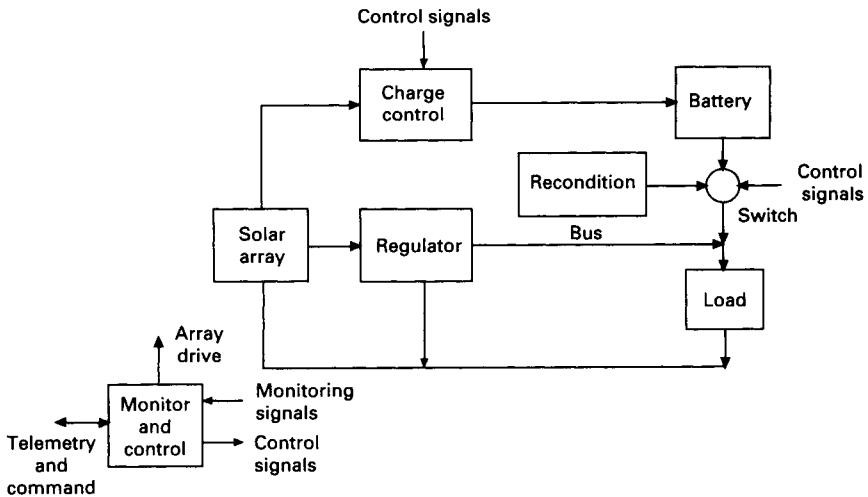 Control signals
Charge
control
Battery
Recondition
Control
signals
Switch
Solar
array
Regulator
Bus
Load
Array
drive
Monitor
and
control
Monitoring
signals
Control
signals
Telemetry
and
command